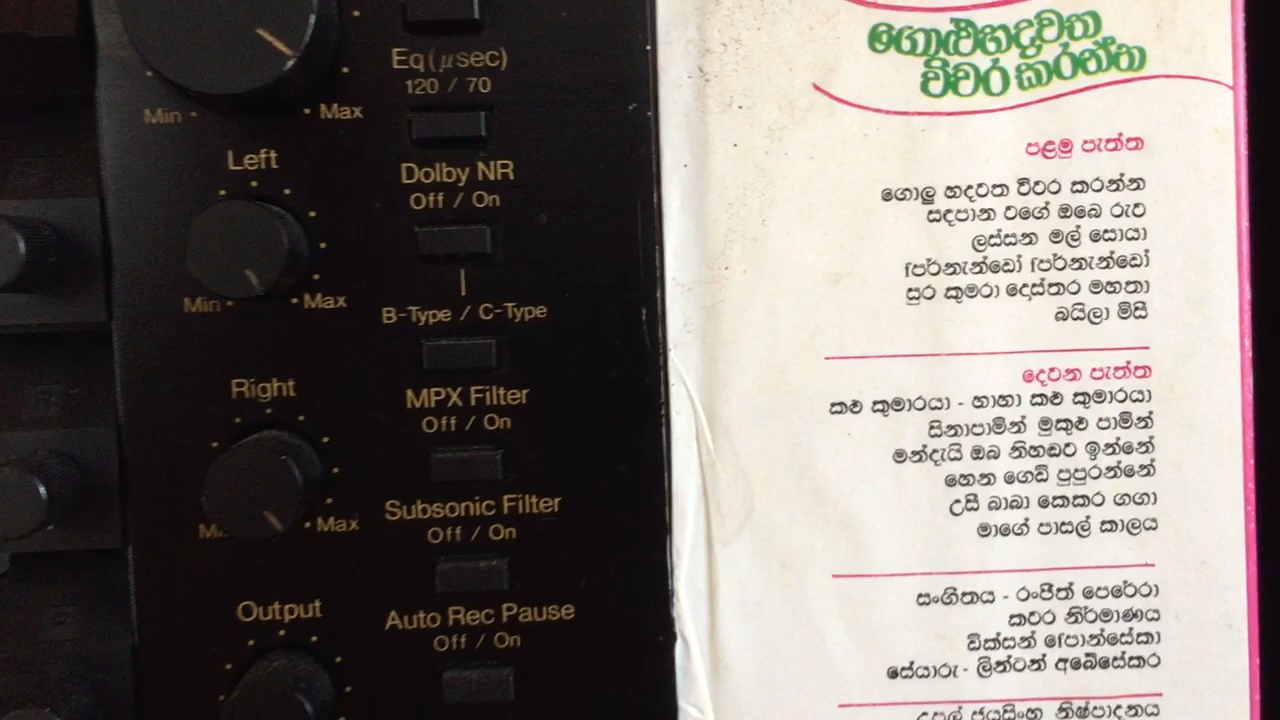 Min
Max
Left
Min
Max
Right
Max
Output
Eq(μsec)
120 / 70
Dolby NR
Off / On
B-Type / C-Type
MPX Filter
Off / On
Subsonic Filter
Off / On
Auto Rec Pause
Off / On
ගොළුහදවත
විවර කරන්න
පළමු පැත්ත
ගොලු හදවත විවර කරන්න
සඳපාන වගේ ඔබෙ රුව
ලස්සන මල් සොයා
ෆර්නැන්ඩෝ ෆර්නැන්ඩෝ
සුර කුමරා දොස්තර මහතා
බයිලා මිසි
දෙවන පැත්ත
කළු කුමාරයා - හාහා කළු කුමාරයා
සිනාපාමින් මුකුළු පාමින්
මන්දැයි ඔබ නිහඬව ඉන්නේ
හෙන ගෙඩි පුපුරන්නේ
උසී බාබා කෙකර ගගා
මාගේ පාසල් කාලය
සංගීතය - රංජිත් පෙරේරා
කවර නිර්මාණය
ඩික්සන් ෆොන්සේකා
සේයාරු - ලින්ටන් අබේසේකර
උපුල් ජයසිංහ නිෂ්පාදනය